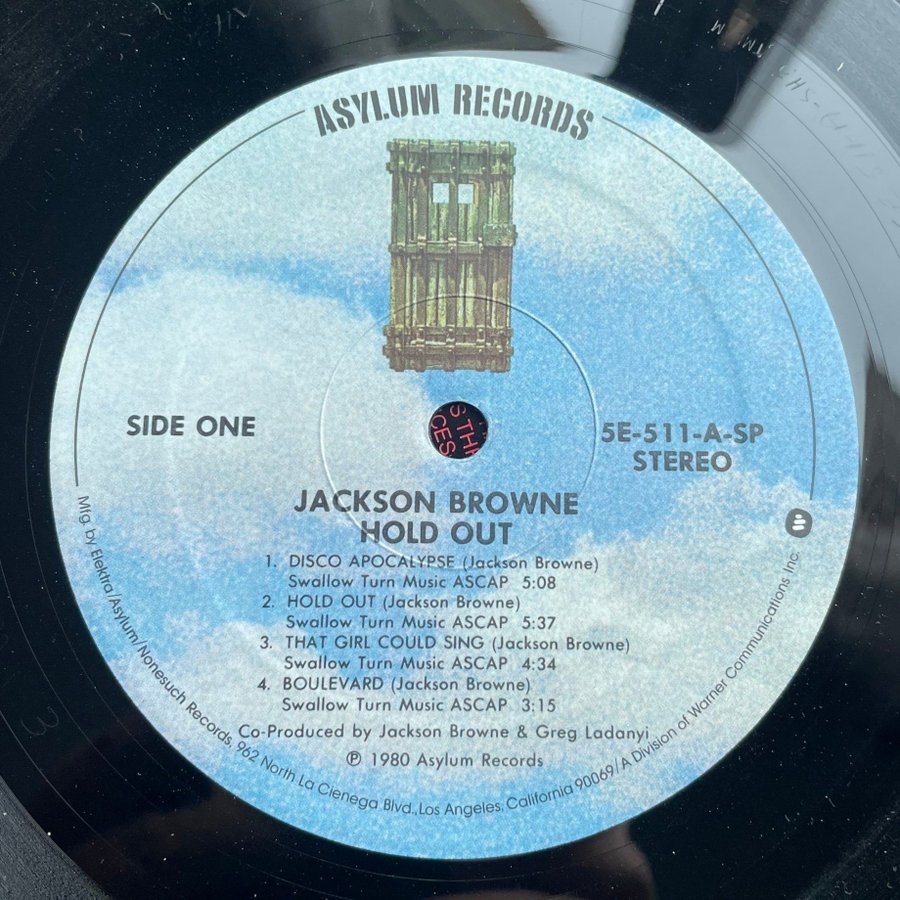 ASYLUM RECORDS
SIDE ONE
5E-511-A-SP
STEREO
JACKSON BROWNE
HOLD OUT
1. DISCO APOCALYPSE (Jackson Browne)
Swallow Turn Music ASCAP 5:08
2. HOLD OUT (Jackson Browne)
Swallow Turn Music ASCAP 5:37
3. THAT GIRL COULD SING (Jackson Browne)
Swallow Turn Music ASCAP 4:34
4. BOULEVARD (Jackson Browne)
Swallow Turn Music ASCAP 3:15
Co-Produced by Jackson Browne & Greg Ladanyi
℗ 1980 Asylum Records
Mfg. by Elektra/Asylum/Nonesuch Records, 962 North La Cienega Blvd., Los Angeles, California 90069/A Division of Warner Communications Inc.